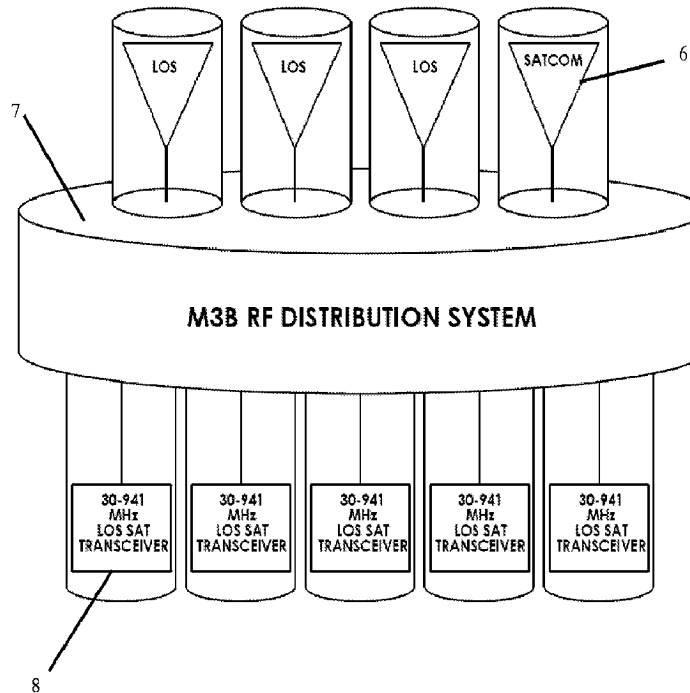 LOS
LOS
LOS
SATCOM
6
7
M3B RF DISTRIBUTION SYSTEM
30-941
MHz
LOS SAT
TRANSCEIVER
30-941
MHz
LOS SAT
TRANSCEIVER
30-941
MHz
LOS SAT
TRANSCEIVER
30-941
MHz
LOS SAT
TRANSCEIVER
30-941
MHz
LOS SAT
TRANSCEIVER
8